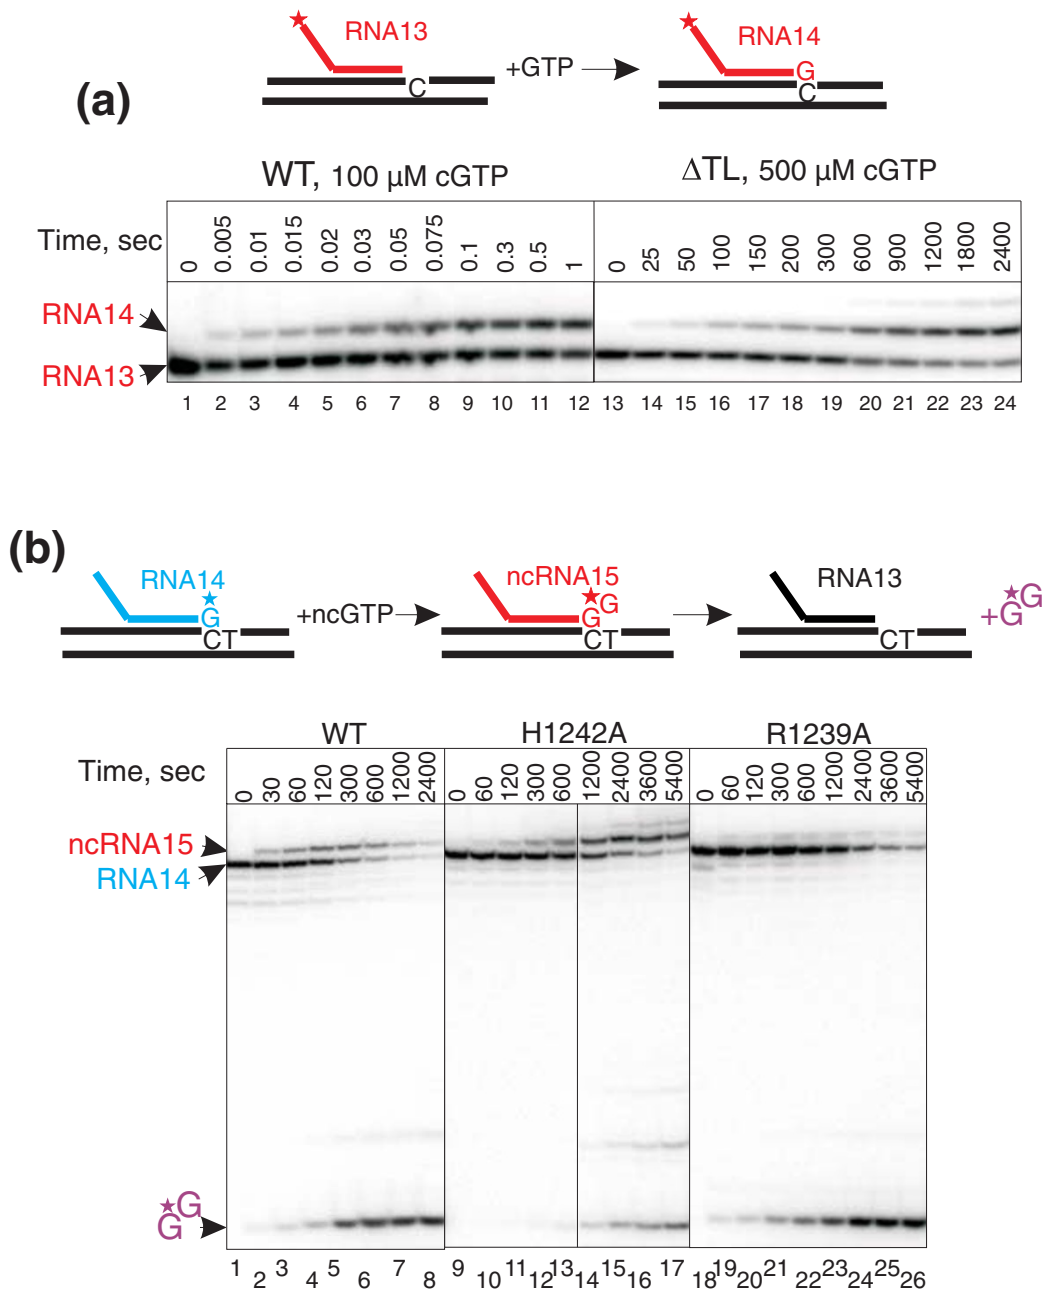 RNA13
+GTP
RNA14
G
C
C
(a)
WT, 100 µM cGTP
ΔTL, 500 µM cGTP
Time, sec
0 0.005 0.01 0.015 0.02 0.03 0.05 0.075 0.1 0.3 0.5 1 0 25 50 100 150 200 300 600 900 1200 1800 2400
RNA14
RNA13
1 2 3 4 5 6 7 8 9 10 11 12 13 14 15 16 17 18 19 20 21 22 23 24
(b)
RNA14
G
CT
+ncGTP
ncRNA15
G G
CT
RNA13
CT
+GG
WT
H1242A
R1239A
Time, sec
0 30 60 120 300 600 1200 2400 0 60 120 300 600 1200 2400 3600 5400 0 60 120 300 600 1200 2400 3600 5400
ncRNA15
RNA14
GG
1 2 3 4 5 6 7 8 9 10 11 12 13 14 15 16 17 18 19 20 21 22 23 24 25 26